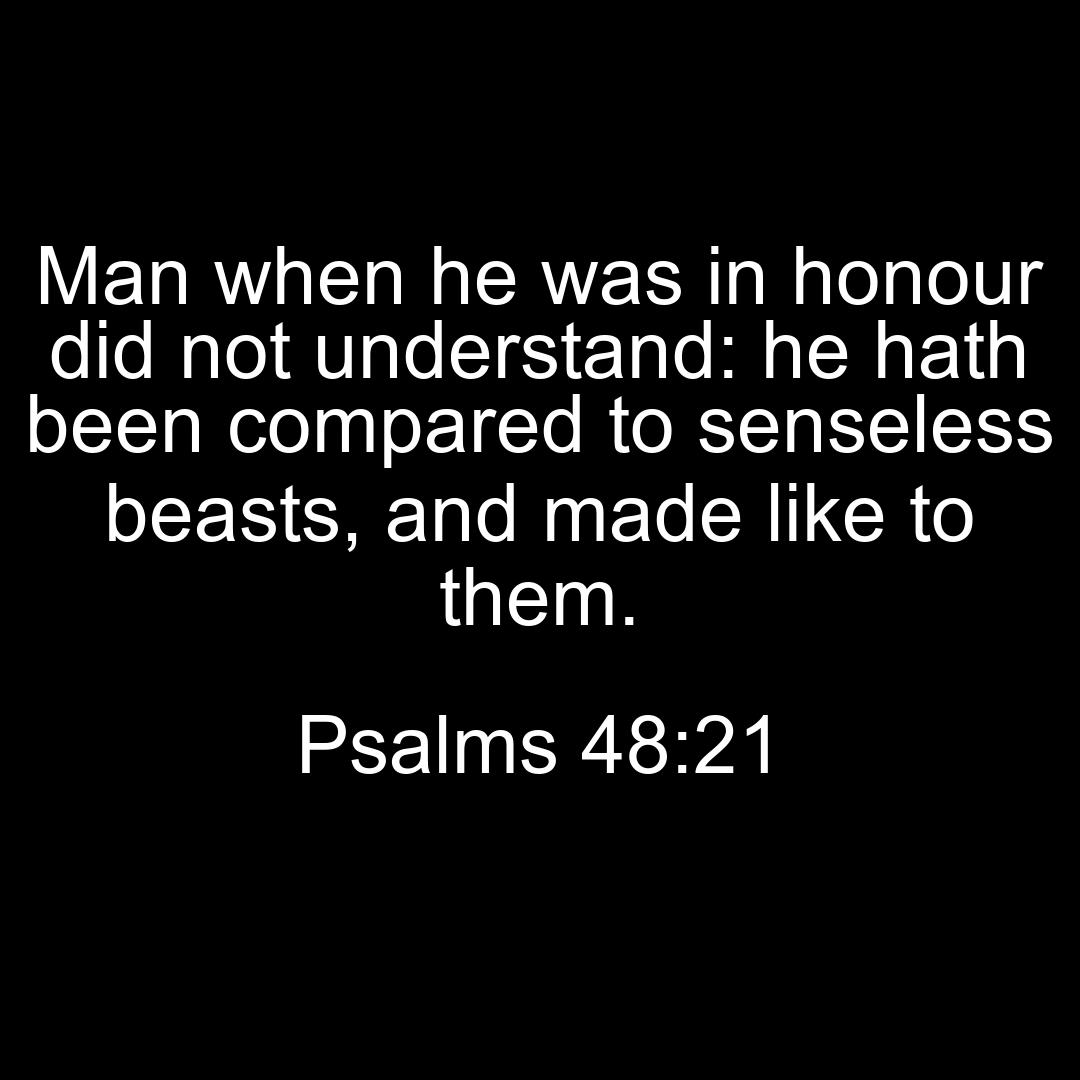 Man when he was in honour
did not understand: he hath
been compared to senseless
beasts, and made like to
them.
Psalms 48:21